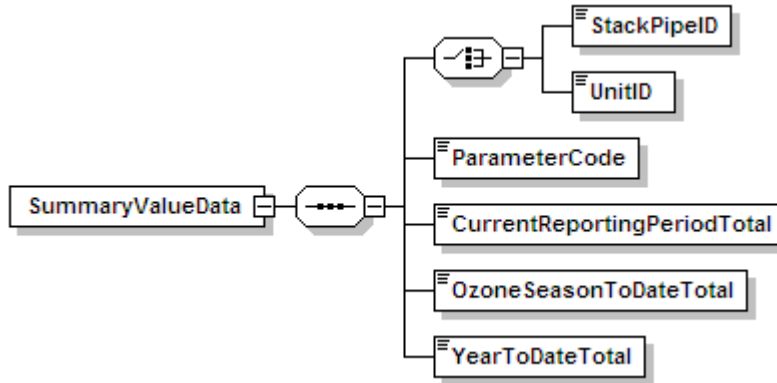 StackPipeID
UnitID
ParameterCode
SummaryValueData
CurrentReportingPeriodTotal
OzoneSeasonToDateTotal
YearToDateTotal